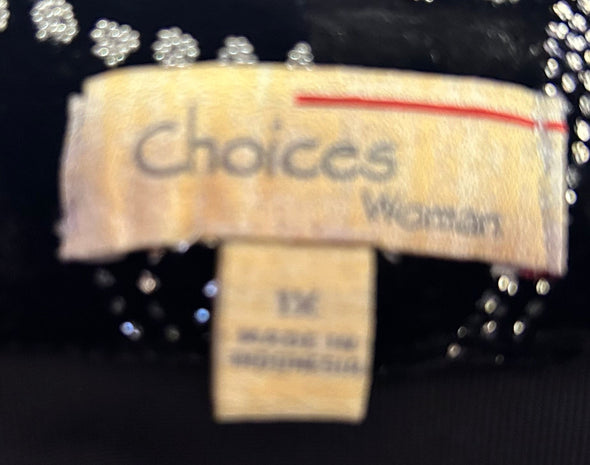 Choices
Woman
1X
MADE IN
INDONESIA